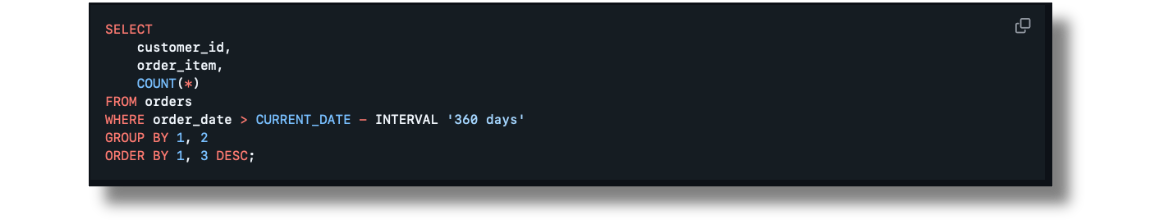 SELECT
    customer_id,
    order_item,
    COUNT(*)
FROM orders
WHERE order_date > CURRENT_DATE - INTERVAL '360 days'
GROUP BY 1, 2
ORDER BY 1, 3 DESC;